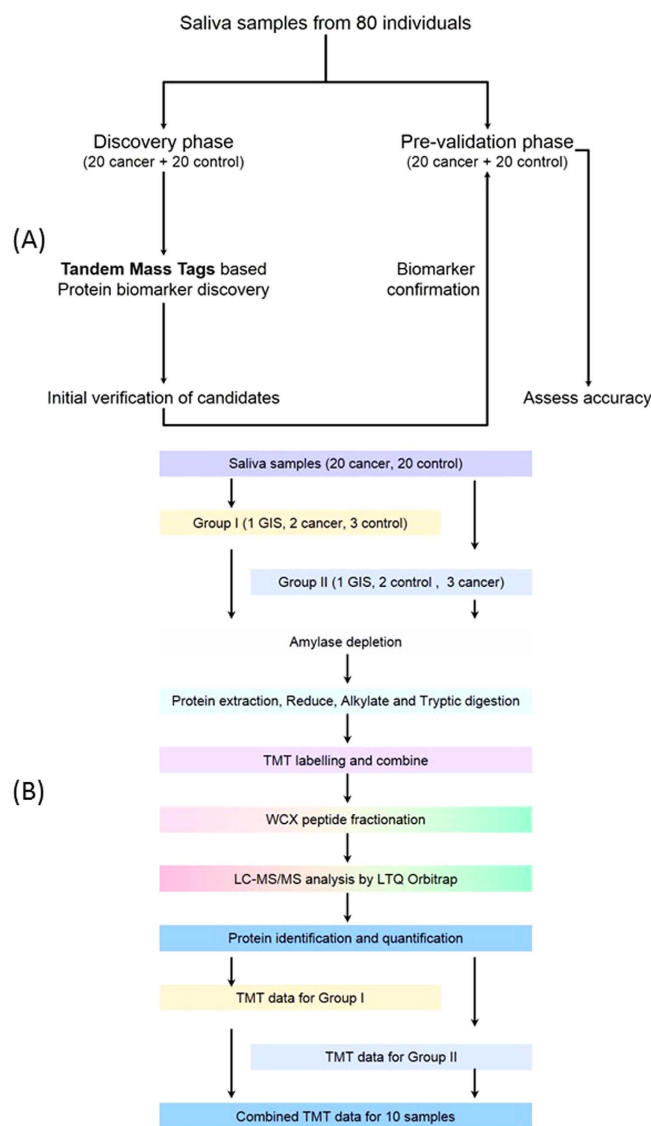 Saliva samples from 80 individuals
Discovery phase
(20 cancer + 20 control)
Pre-validation phase
(20 cancer + 20 control)
(A)
Tandem Mass Tags based
Protein biomarker discovery
Biomarker
confirmation
Initial verification of candidates
Assess accuracy
Saliva samples (20 cancer, 20 control)
Group I (1 GIS, 2 cancer, 3 control)
Group II (1 GIS, 2 control , 3 cancer)
Amylase depletion
Protein extraction, Reduce, Alkylate and Tryptic digestion
TMT labelling and combine
(B)
WCX peptide fractionation
LC-MS/MS analysis by LTQ Orbitrap
Protein identification and quantification
TMT data for Group I
TMT data for Group II
Combined TMT data for 10 samples